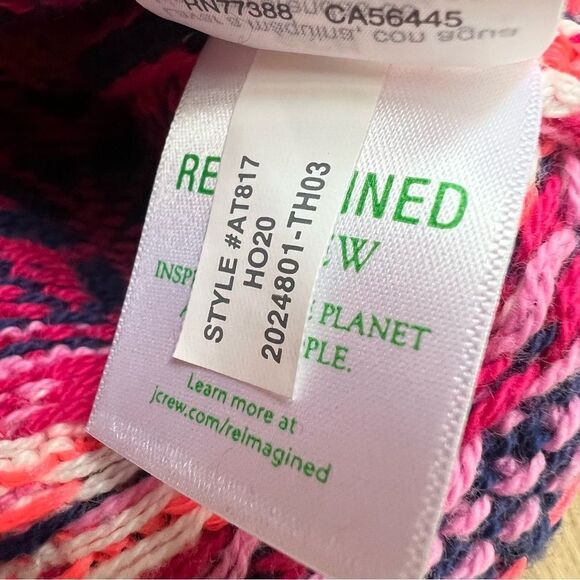 RN77388 CA56445
STYLE #AT817
HO20
2024801-TH03
RE INED
EW
INSP
E PLANET
PLE.
Learn more at
jcrew.com/reImagined